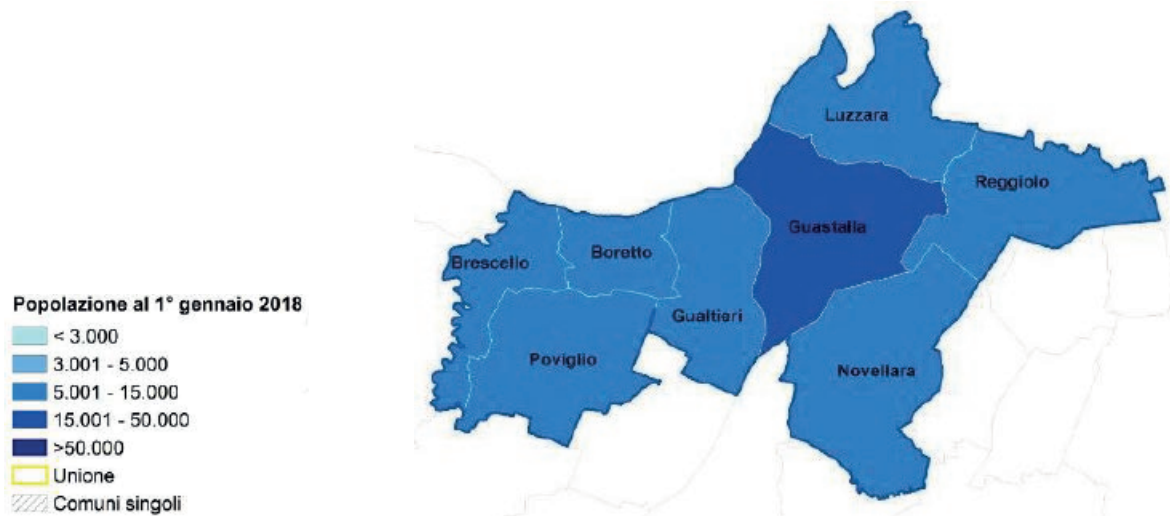 Luzzara
Reggiolo
Guastalla
Boretto
Brescello
Gualtieri
Poviglio
Novellara
Popolazione al 1° gennaio 2018
< 3.000
3.001 - 5.000
5.001 - 15.000
15.001 - 50.000
>50.000
Unione
Comuni singoli